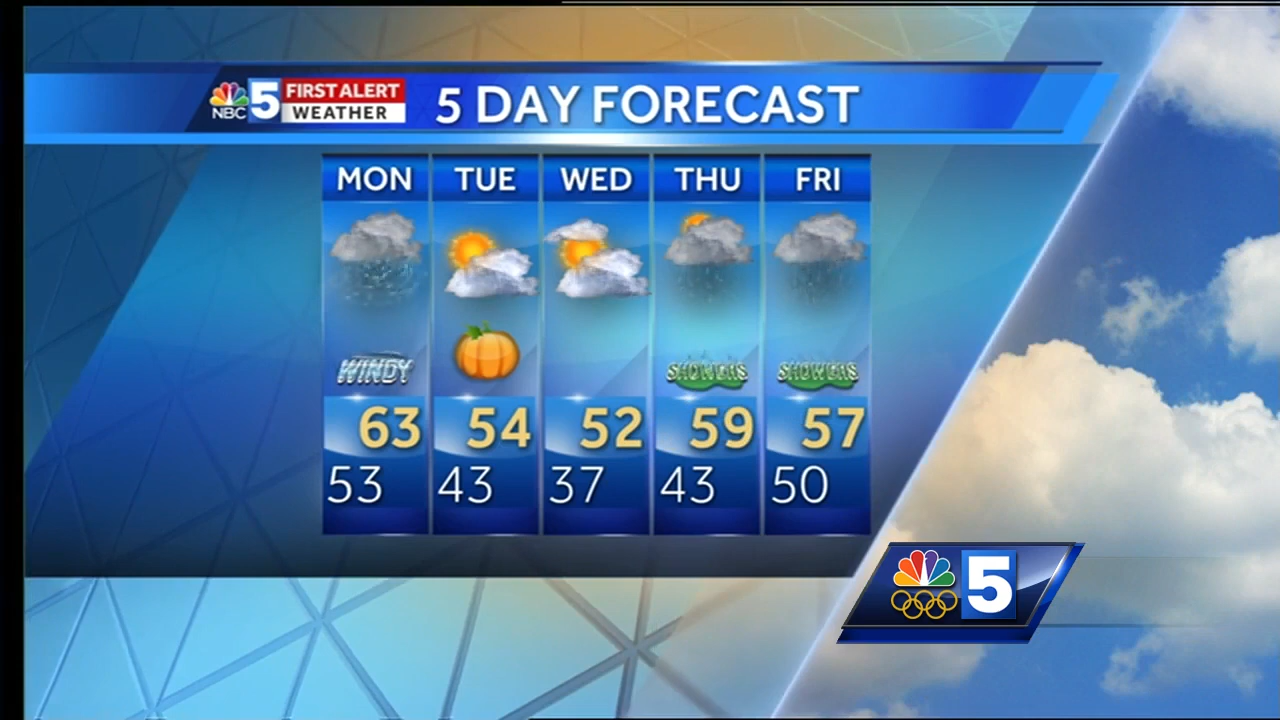 NBC 5 FIRST ALERT WEATHER 5 DAY FORECAST
MON TUE WED THU FRI
WINDY SHOWERS SHOWERS
63 54 52 59 57
53 43 37 43 50
5